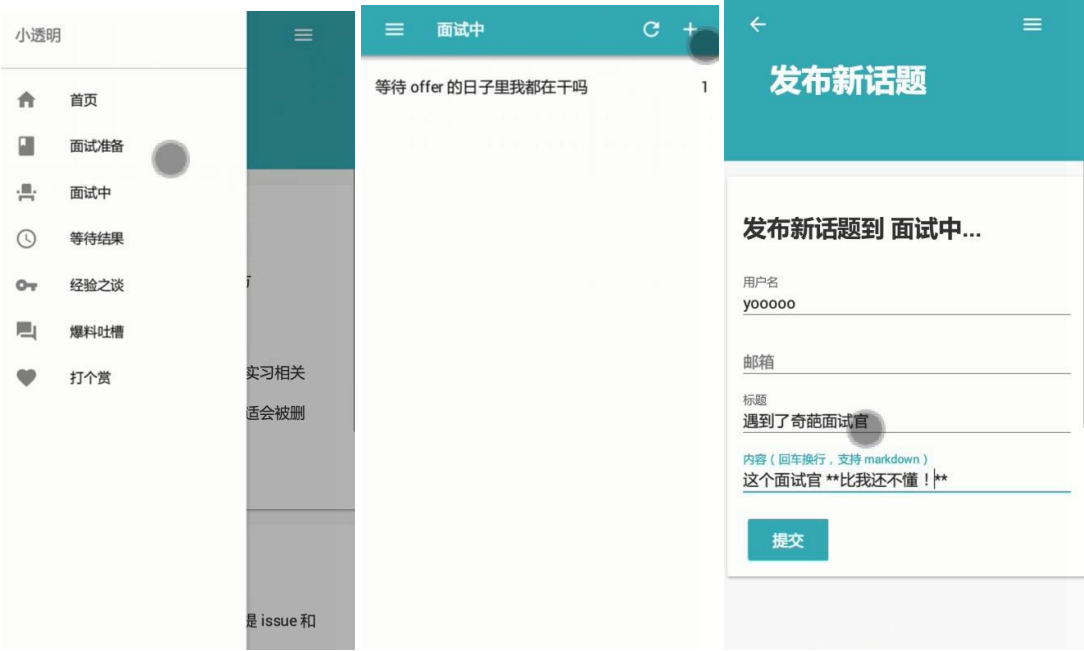 小透明
首页
面试准备
面试中
等待结果
经验之谈
爆料吐槽
打个赏
实习相关
适会被删
是 issue 和
面试中
等待 offer 的日子里我都在干吗
1
发布新话题
发布新话题到 面试中...
用户名
yooooo
邮箱
标题
遇到了奇葩面试官
内容（回车换行，支持 markdown）
这个面试官 **比我还不懂！**
提交